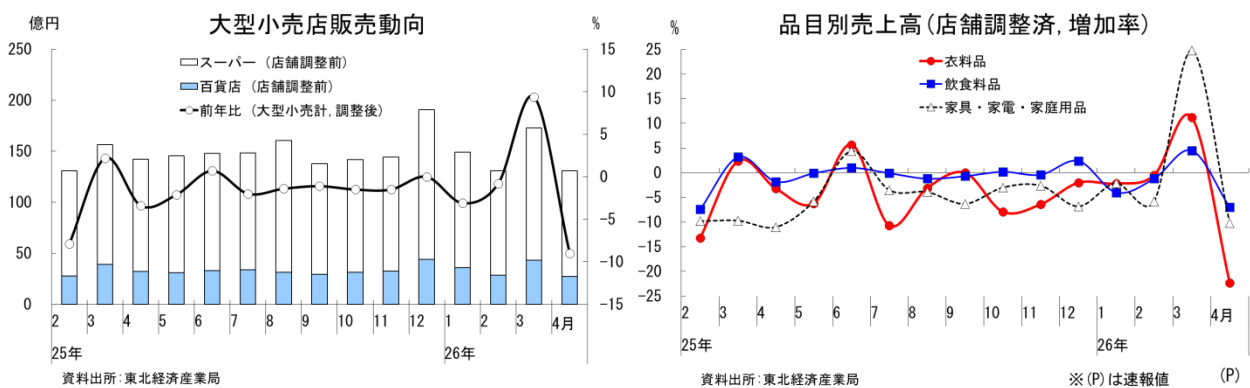 大型小売店販売動向
億円
%
250
200
150
100
50
0
15
10
5
0
-5
-10
-15
スーパー (店舗調整前)
百貨店 (店舗調整前)
前年比 (大型小売計, 調整後)
2 3 4 5 6 7 8 9 10 11 12 1 2 3 4月
25年 26年
資料出所:東北経済産業局
品目別売上高(店舗調整済, 増加率)
%
25
20
15
10
5
0
-5
-10
-15
-20
-25
衣料品
飲食料品
家具・家電・家庭用品
2 3 4 5 6 7 8 9 10 11 12 1 2 3 4月
25年 26年
資料出所:東北経済産業局
※(P)は速報値
(P)